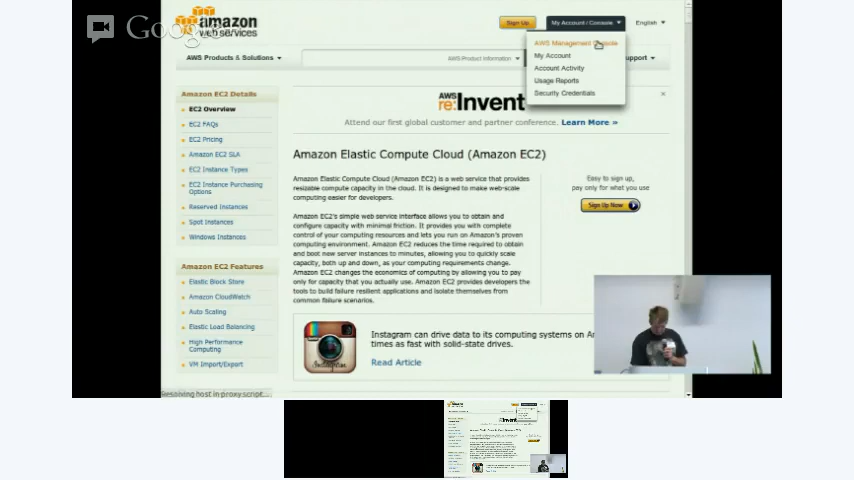 Google
amazon
web services
Sign Up
My Account / Console
English
AWS Management Console
My Account
Account Activity
Usage Reports
Security Credentials
AWS Products & Solutions
AWS Product Information
upport
AWS
re:Invent
Attend our first global customer and partner conference. Learn More »
Amazon EC2 Details
EC2 Overview
EC2 FAQs
EC2 Pricing
Amazon EC2 SLA
EC2 Instance Types
EC2 Instance Purchasing
Options
Reserved Instances
Spot Instances
Windows Instances
Amazon EC2 Features
Elastic Block Store
Amazon CloudWatch
Auto Scaling
Elastic Load Balancing
High Performance
Computing
VM Import/Export
Amazon Elastic Compute Cloud (Amazon EC2)
Amazon Elastic Compute Cloud (Amazon EC2) is a web service that provides
resizable compute capacity in the cloud. It is designed to make web-scale
computing easier for developers.
Amazon EC2's simple web service interface allows you to obtain and
configure capacity with minimal friction. It provides you with complete
control of your computing resources and lets you run on Amazon's proven
computing environment. Amazon EC2 reduces the time required to obtain
and boot new server instances to minutes, allowing you to quickly scale
capacity, both up and down, as your computing requirements change.
Amazon EC2 changes the economics of computing by allowing you to pay
only for capacity that you actually use. Amazon EC2 provides developers the
tools to build failure resilient applications and isolate themselves from
common failure scenarios.
Easy to sign up,
pay only for what you use
Sign Up Now
Instagram
Instagram can drive data to its computing systems on A
times as fast with solid-state drives.
Read Article
Resolving host in proxy script...